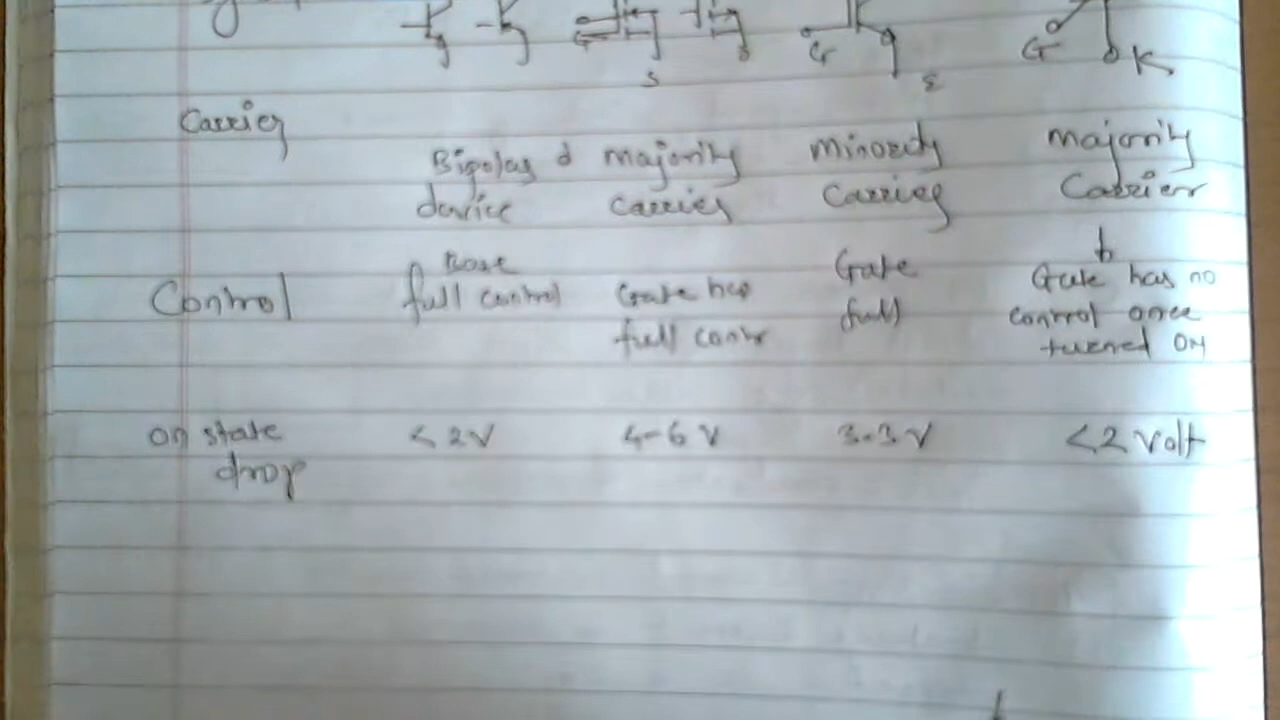 G S G E G K
Carrier
Bipolar d majority Minority Majority
device carrier Carrier Carrier
Control Base full control Gate has full contr Gate full Gate has no control once turned ON
on state drop < 2V 4-6 V 3.3 V <2 Volt